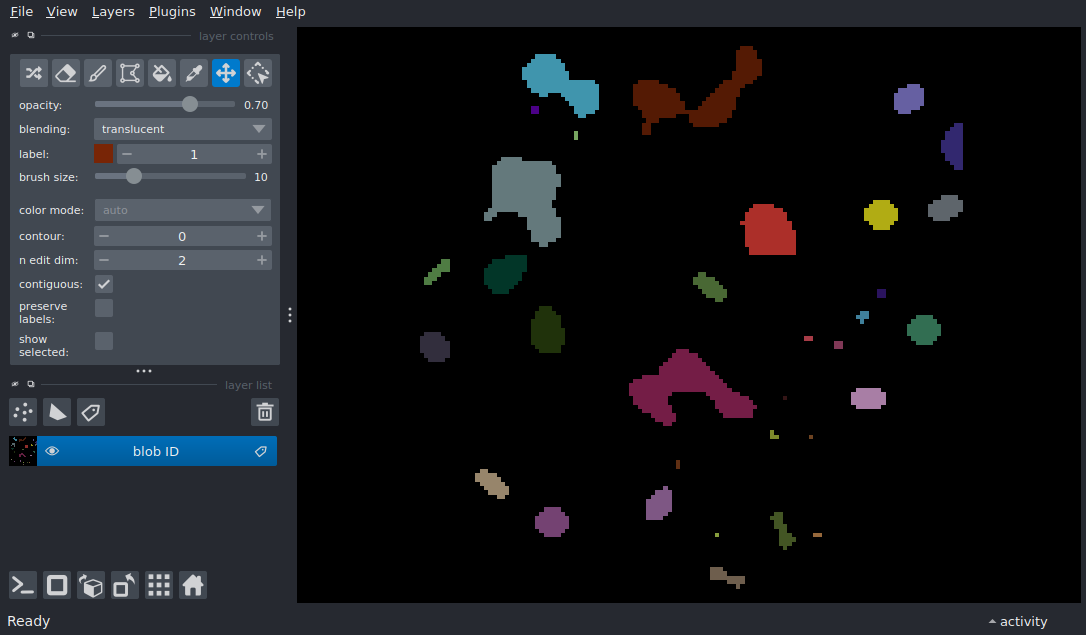 File View Layers Plugins Window Help
layer controls
opacity: 0.70
blending: translucent
label: 1
brush size: 10
color mode: auto
contour: 0
n edit dim: 2
contiguous:
preserve
labels:
show
selected:
layer list
blob ID
Ready activity